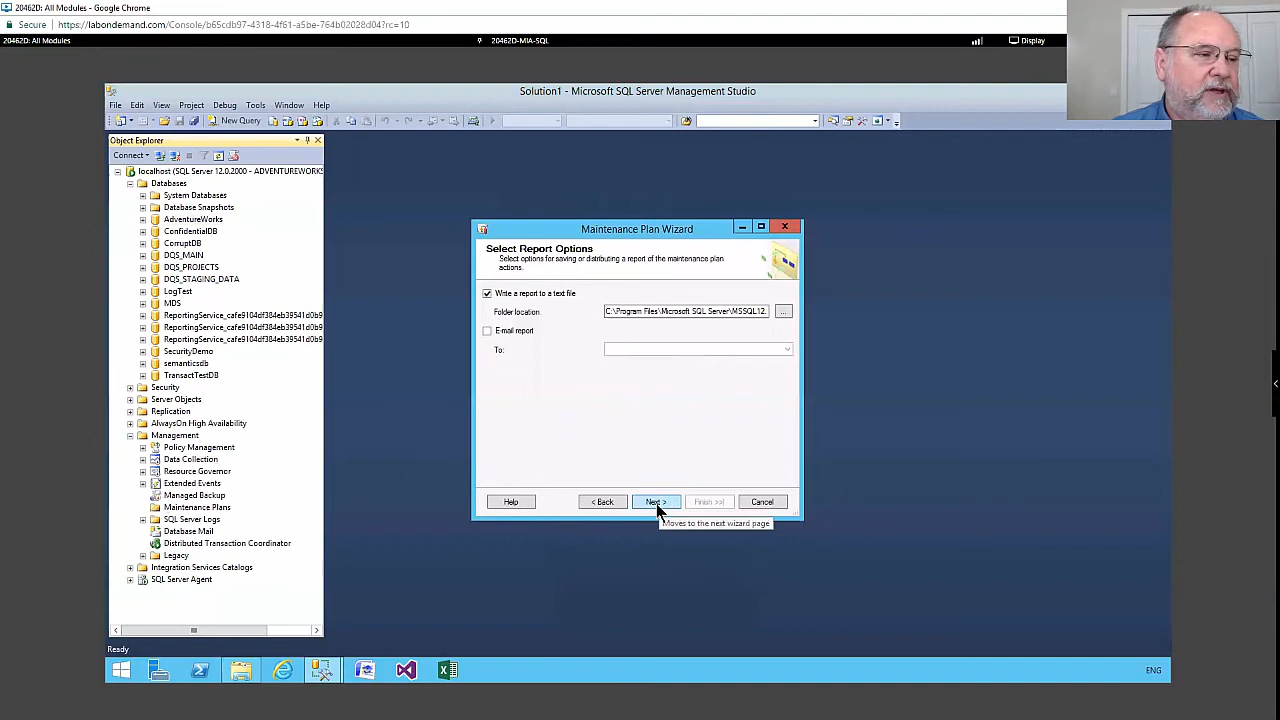 20462D: All Modules - Google Chrome
Secure https://labondemand.com/Console/b65cdb97-4318-4f61-a5be-764b02028d04?rc=10
20462D: All Modules 20462D-MIA-SQL Display
Solution1 - Microsoft SQL Server Management Studio
File Edit View Project Debug Tools Window Help
New Query
Object Explorer
Connect
localhost (SQL Server 12.0.2000 - ADVENTUREWORKS
Databases
System Databases
Database Snapshots
AdventureWorks
ConfidentialDB
CorruptDB
DQS_MAIN
DQS_PROJECTS
DQS_STAGING_DATA
LogTest
MDS
ReportingService_cafe9104df384eb39541d0b9
ReportingService_cafe9104df384eb39541d0b9
ReportingService_cafe9104df384eb39541d0b9
SecurityDemo
semanticsdb
TransactTestDB
Security
Server Objects
Replication
AlwaysOn High Availability
Management
Policy Management
Data Collection
Resource Governor
Extended Events
Managed Backup
Maintenance Plans
SQL Server Logs
Database Mail
Distributed Transaction Coordinator
Legacy
Integration Services Catalogs
SQL Server Agent
Maintenance Plan Wizard
Select Report Options
Select options for saving or distributing a report of the maintenance plan
actions.
Write a report to a text file
Folder location: C:\Program Files\Microsoft SQL Server\MSSQL12. ...
E-mail report
To:
Help < Back Next > Finish >>| Cancel
Moves to the next wizard page
Ready
ENG